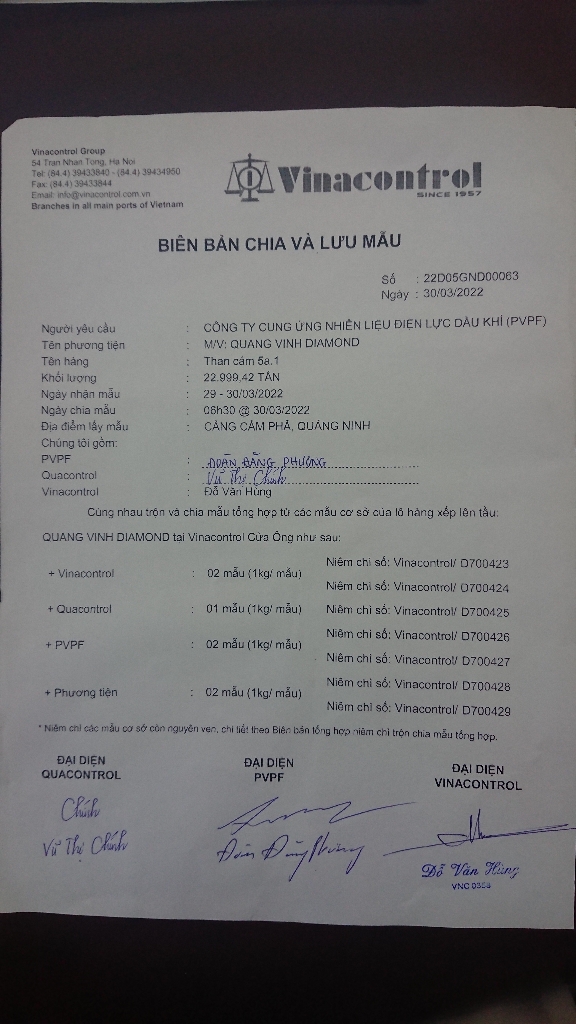 Vinacontrol Group
54 Tran Nhan Tong, Ha Noi
Tel: (84.4) 39433840 - (84.4) 39434950
Fax: (84.4) 39433844
Email: info@vinacontrol.com.vn
Branches in all main ports of Vietnam
Vinacontrol
SINCE 1957
BIÊN BẢN CHIA VÀ LƯU MẪU
Số : 22D05GND00063
Ngày : 30/03/2022
Người yêu cầu : CÔNG TY CUNG ỨNG NHIÊN LIỆU ĐIỆN LỰC DẦU KHÍ (PVPF)
Tên phương tiện : M/V: QUANG VINH DIAMOND
Tên hàng : Than cám 5a.1
Khối lượng : 22.999,42 TẤN
Ngày nhận mẫu : 29 - 30/03/2022
Ngày chia mẫu : 06h30 @ 30/03/2022
Địa điểm lấy mẫu : CẢNG CẨM PHẢ, QUẢNG NINH
Chúng tôi gồm:
PVPF : ĐOÀN ĐĂNG PHƯƠNG
Quacontrol : Vũ Thị Chính
Vinacontrol : Đỗ Văn Hùng
Cùng nhau trộn và chia mẫu tổng hợp từ các mẫu cơ sở của lô hàng xếp lên tầu:
QUANG VINH DIAMOND tại Vinacontrol Cửa Ông như sau:
+ Vinacontrol : 02 mẫu (1kg/ mẫu) Niêm chì số: Vinacontrol/ D700423
Niêm chì số: Vinacontrol/ D700424
+ Quacontrol : 01 mẫu (1kg/ mẫu) Niêm chì số: Vinacontrol/ D700425
+ PVPF : 02 mẫu (1kg/ mẫu) Niêm chì số: Vinacontrol/ D700426
Niêm chì số: Vinacontrol/ D700427
+ Phương tiện : 02 mẫu (1kg/ mẫu) Niêm chì số: Vinacontrol/ D700428
Niêm chì số: Vinacontrol/ D700429
* Niêm chì các mẫu cơ sở còn nguyên vẹn, chi tiết theo Biên bản tổng hợp niêm chì trộn chia mẫu tổng hợp.
ĐẠI DIỆN
QUACONTROL
ĐẠI DIỆN
PVPF
ĐẠI DIỆN
VINACONTROL
Chính
Vũ Thị Chính
Đoàn Đăng Phương
Đỗ Văn Hùng
VNC 0358